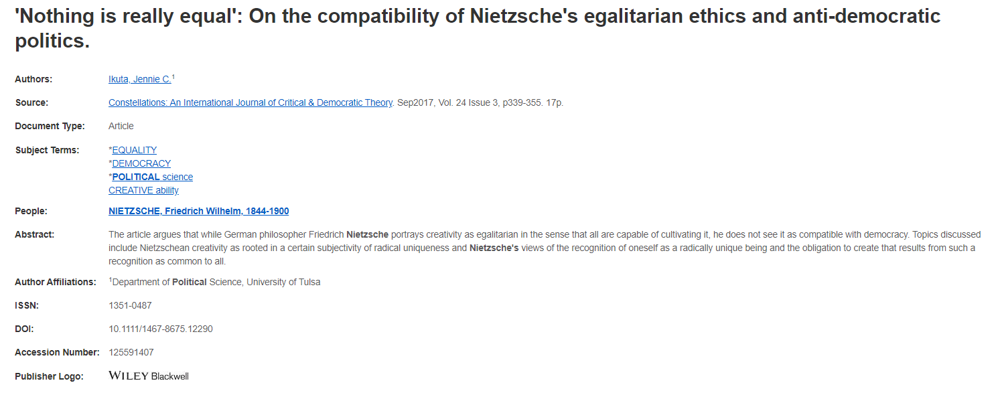 'Nothing is really equal': On the compatibility of Nietzsche's egalitarian ethics and anti-democratic
politics.
Authors: Ikuta, Jennie C.1
Source: Constellations: An International Journal of Critical & Democratic Theory. Sep2017, Vol. 24 Issue 3, p339-355. 17p.
Document Type: Article
Subject Terms: *EQUALITY
*DEMOCRACY
*POLITICAL science
CREATIVE ability
People: NIETZSCHE, Friedrich Wilhelm, 1844-1900
Abstract: The article argues that while German philosopher Friedrich Nietzsche portrays creativity as egalitarian in the sense that all are capable of cultivating it, he does not see it as compatible with democracy. Topics discussed
include Nietzschean creativity as rooted in a certain subjectivity of radical uniqueness and Nietzsche's views of the recognition of oneself as a radically unique being and the obligation to create that results from such a
recognition as common to all.
Author Affiliations: 1Department of Political Science, University of Tulsa
ISSN: 1351-0487
DOI: 10.1111/1467-8675.12290
Accession Number: 125591407
Publisher Logo: WILEY Blackwell